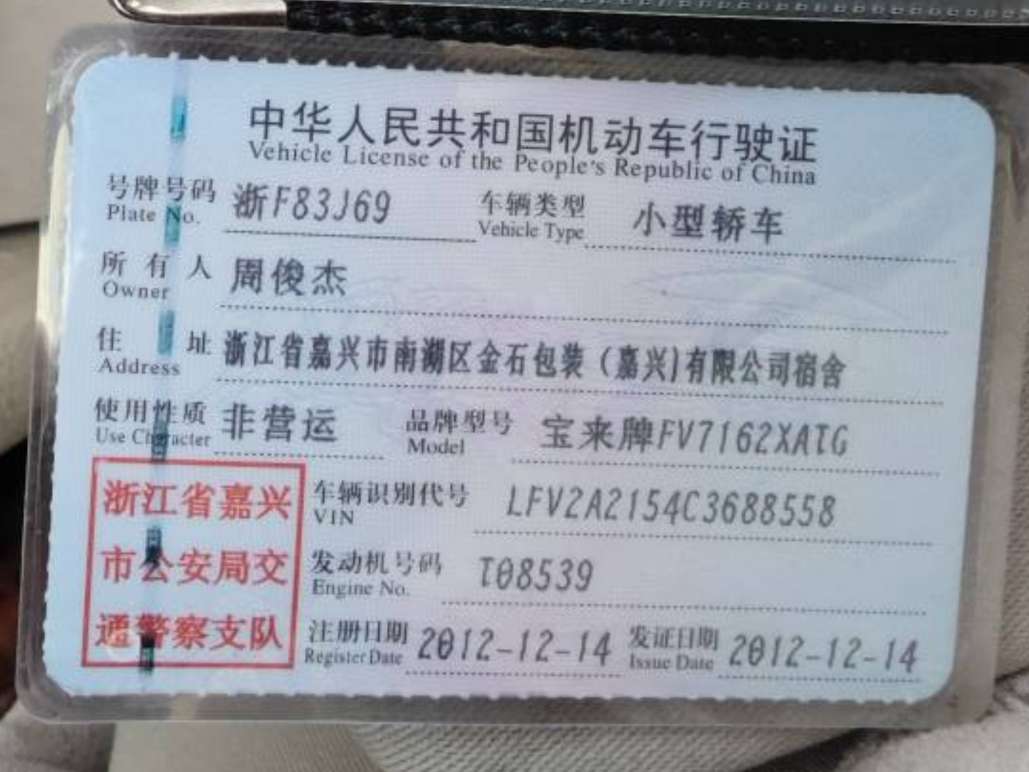 中华人民共和国机动车行驶证
Vehicle License of the People's Republic of China
号牌号码 浙F83J69 车辆类型 小型轿车
Plate No. Vehicle Type
所有人 周俊杰
Owner
住址 浙江省嘉兴市南湖区金石包装（嘉兴)有限公司宿舍
Address
使用性质 非营运 品牌型号 宝来牌FV7162XATG
Use Character Model
浙江省嘉兴
市公安局交
通警察支队
车辆识别代号 LFV2A2154C3688558
VIN
发动机号码 T08539
Engine No.
注册日期 2012-12-14 发证日期 2012-12-14
Register Date Issue Date